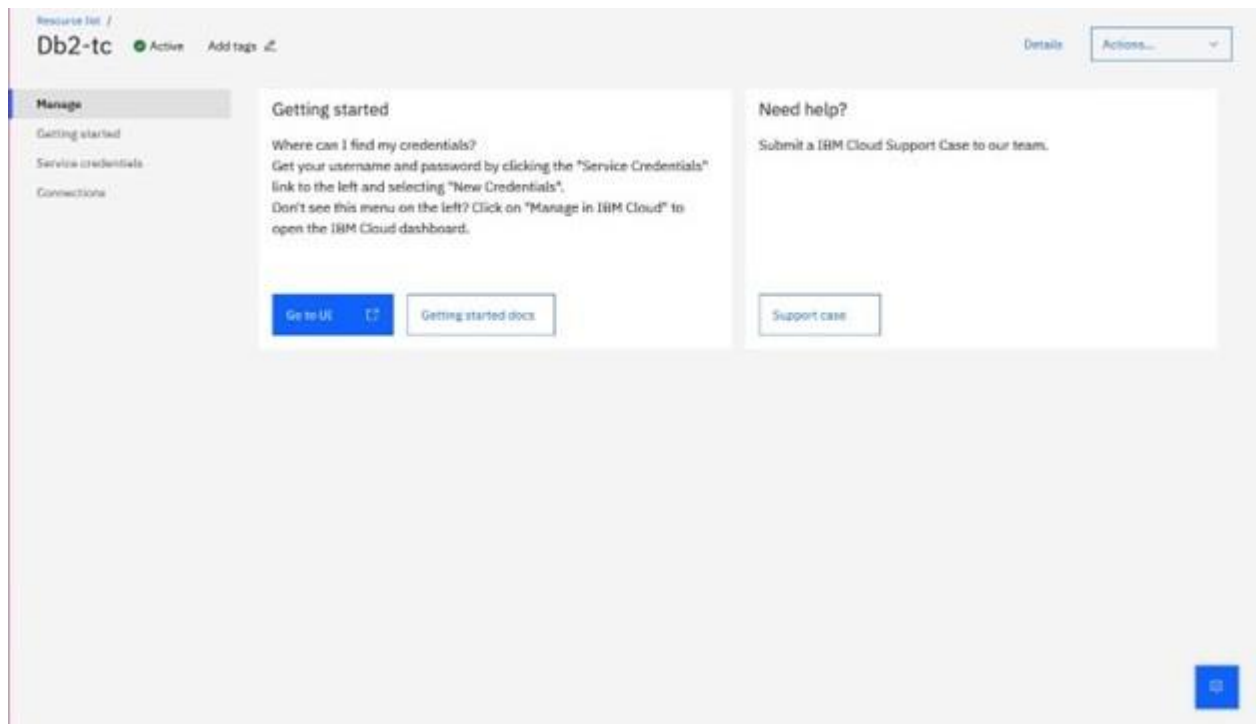 Resource list /
Db2-tc Active Add tags
Details Actions...
Manage
Getting started
Service credentials
Connections
Getting started
Where can I find my credentials?
Get your username and password by clicking the "Service Credentials"
link to the left and selecting "New Credentials".
Don't see this menu on the left? Click on "Manage in IBM Cloud" to
open the IBM Cloud dashboard.
Go to UI Getting started docs
Need help?
Submit a IBM Cloud Support Case to our team.
Support case